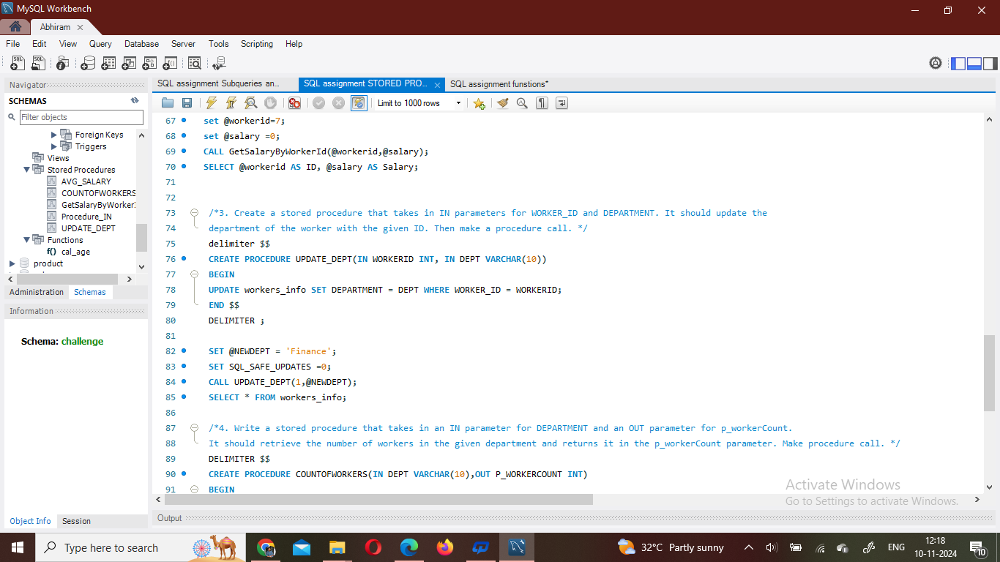 MySQL Workbench
Abhiram
File Edit View Query Database Server Tools Scripting Help
Navigator
SCHEMAS
Filter objects
Foreign Keys
Triggers
Views
Stored Procedures
AVG_SALARY
COUNTOFWORKERS
GetSalaryByWorkerI
Procedure_IN
UPDATE_DEPT
Functions
f() cal_age
product
Administration Schemas
Information
Schema: challenge
Object Info Session
SQL assignment Subqueries an... SQL assignment STORED PRO... SQL assignment funstions*
Limit to 1000 rows
67 set @workerid=7;
68 set @salary =0;
69 CALL GetSalaryByWorkerId(@workerid,@salary);
70 SELECT @workerid AS ID, @salary AS Salary;
71
72
73 /*3. Create a stored procedure that takes in IN parameters for WORKER_ID and DEPARTMENT. It should update the
74 department of the worker with the given ID. Then make a procedure call. */
75 delimiter $$
76 CREATE PROCEDURE UPDATE_DEPT(IN WORKERID INT, IN DEPT VARCHAR(10))
77 BEGIN
78 UPDATE workers_info SET DEPARTMENT = DEPT WHERE WORKER_ID = WORKERID;
79 END $$
80 DELIMITER ;
81
82 SET @NEWDEPT = 'Finance';
83 SET SQL_SAFE_UPDATES =0;
84 CALL UPDATE_DEPT(1,@NEWDEPT);
85 SELECT * FROM workers_info;
86
87 /*4. Write a stored procedure that takes in an IN parameter for DEPARTMENT and an OUT parameter for p_workerCount.
88 It should retrieve the number of workers in the given department and returns it in the p_workerCount parameter. Make procedure call. */
89 DELIMITER $$
90 CREATE PROCEDURE COUNTOFWORKERS(IN DEPT VARCHAR(10),OUT P_WORKERCOUNT INT)
91 BEGIN
Activate Windows
Go to Settings to activate Windows.
Output
Type here to search
32°C Partly sunny
ENG
12:18
10-11-2024
10